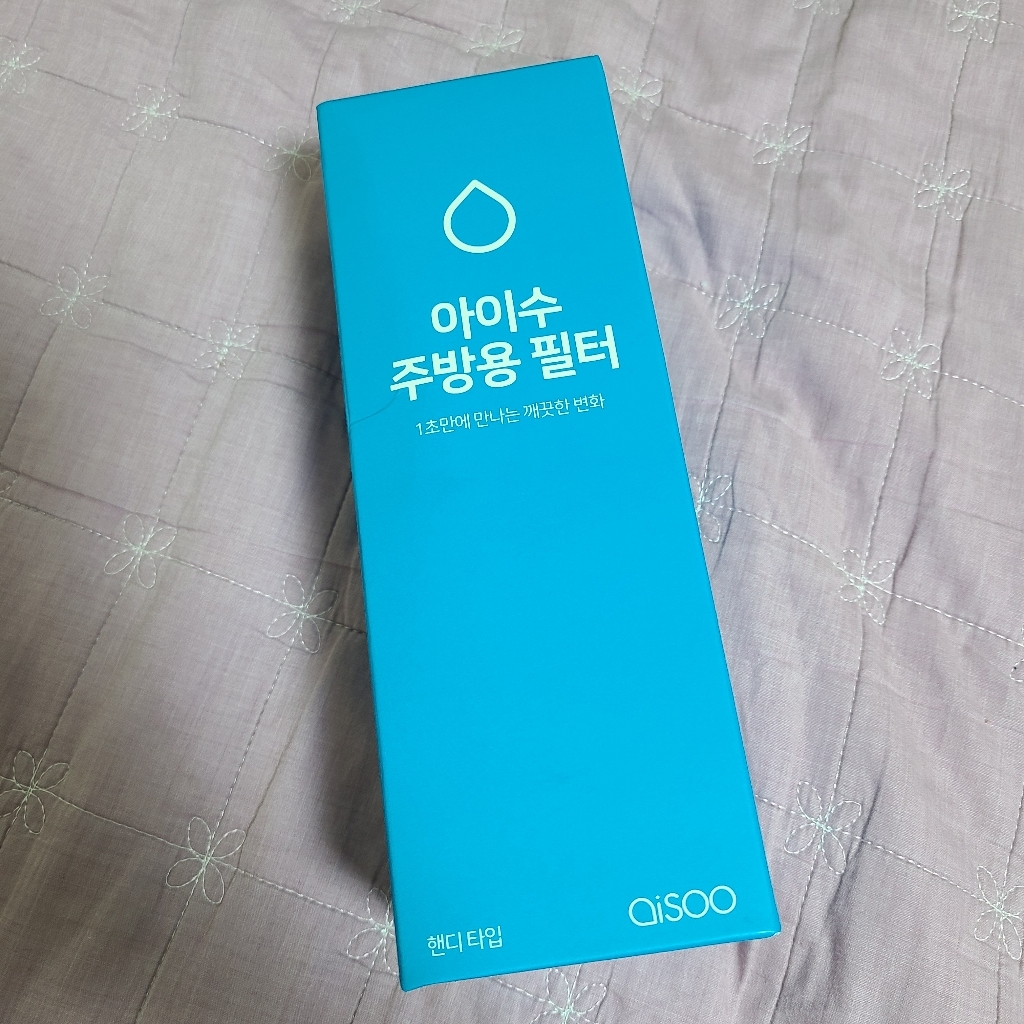 아이수
주방용 필터
1초만에 만나는 깨끗한 변화
핸디 타입
aisoo